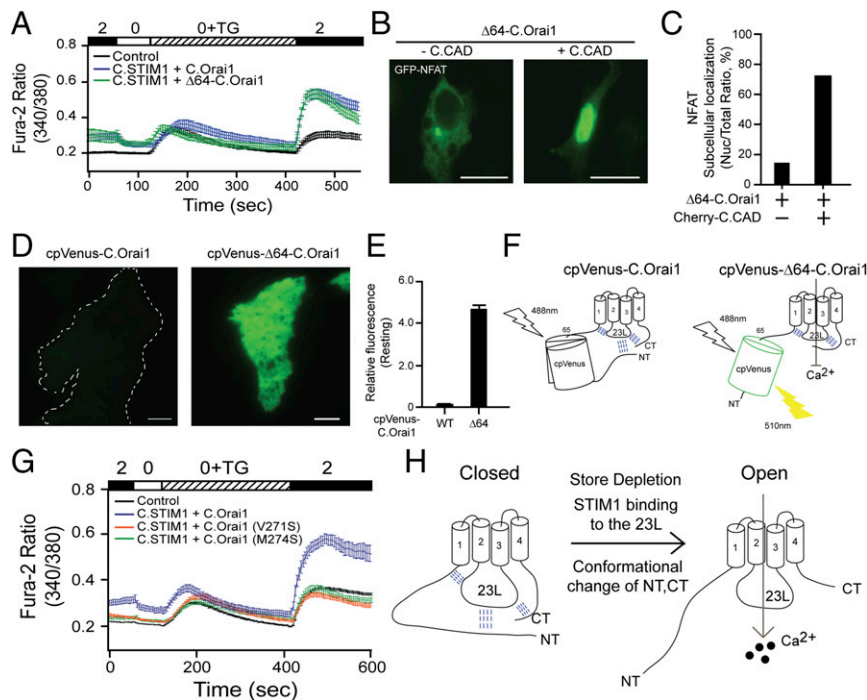 A
2 0 0+TG 2
Fura-2 Ratio
(340/380)
0.8
0.6
0.4
0.2
Control
C.STIM1 + C.Orai1
C.STIM1 + Δ64-C.Orai1
0 100 200 300 400 500
Time (sec)
B
Δ64-C.Orai1
- C.CAD + C.CAD
GFP-NFAT
C
NFAT
Subcellular localization
(Nuc/Total Ratio, %)
100
80
60
40
20
0
Δ64-C.Orai1 + +
Cherry-C.CAD − +
D
cpVenus-C.Orai1 cpVenus-Δ64-C.Orai1
E
Relative fluorescence
(Resting)
6.0
4.0
2.0
0
cpVenus-
C.Orai1
WT Δ64
F
cpVenus-C.Orai1
488nm
65
1 2 3 4
23L
CT
NT
cpVenus
cpVenus-Δ64-C.Orai1
488nm
65
1 2 3 4
23L
CT
Ca2+
cpVenus
NT
510nm
G
2 0 0+TG 2
Fura-2 Ratio
(340/380)
0.8
0.6
0.4
0.2
Control
C.STIM1 + C.Orai1
C.STIM1 + C.Orai1 (V271S)
C.STIM1 + C.Orai1 (M274S)
0 200 400 600
Time (sec)
H
Closed
1 2 3 4
23L
CT
NT
Store Depletion
STIM1 binding
to the 23L
Conformational
change of NT,CT
Open
1 2 3 4
CT
23L
Ca2+
NT